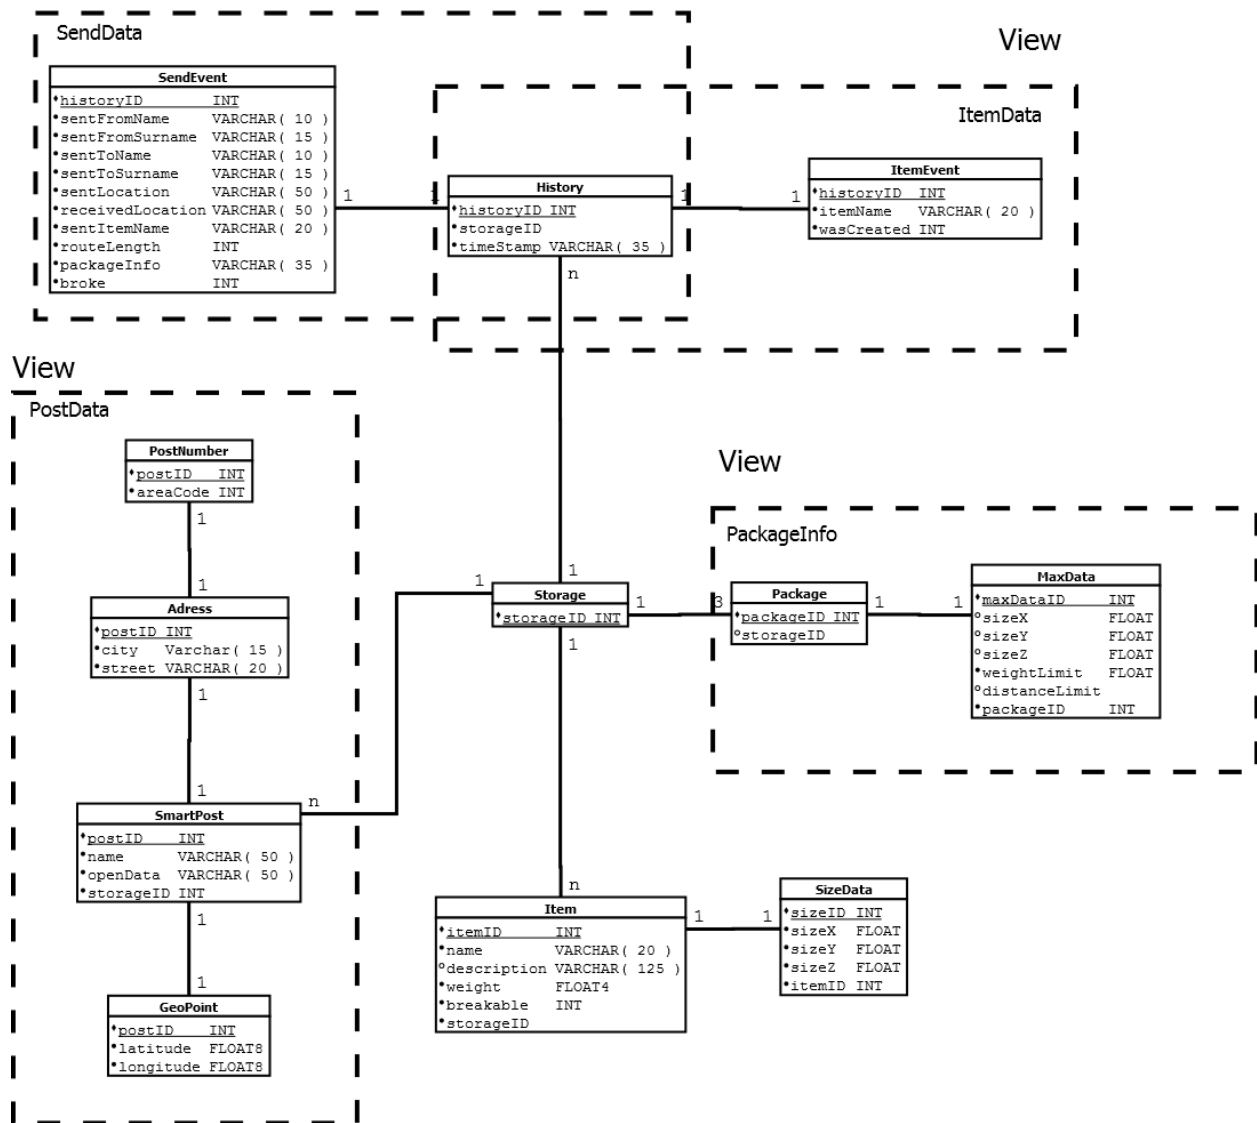 SendData
View
SendEvent
historyID INT
sentFromName VARCHAR( 10 )
sentFromSurname VARCHAR( 15 )
sentToName VARCHAR( 10 )
sentToSurname VARCHAR( 15 )
sentLocation VARCHAR( 50 )
receivedLocation VARCHAR( 50 )
sentItemName VARCHAR( 20 )
routeLength INT
packageInfo VARCHAR( 35 )
broke INT
1 1
History
historyID INT
storageID
timeStamp VARCHAR( 35 )
1 1
n
ItemData
ItemEvent
historyID INT
itemName VARCHAR( 20 )
wasCreated INT
View
PostData
PostNumber
postID INT
areaCode INT
1
1
Adress
postID INT
city Varchar( 15 )
street VARCHAR( 20 )
1
1
SmartPost
postID INT
name VARCHAR( 50 )
openData VARCHAR( 50 )
storageID INT
n
1
1
GeoPoint
postID INT
latitude FLOAT8
longitude FLOAT8
1
1
Storage
storageID INT
1
1 3
View
PackageInfo
Package
packageID INT
storageID
1 1
MaxData
maxDataID INT
sizeX FLOAT
sizeY FLOAT
sizeZ FLOAT
weightLimit FLOAT
distanceLimit
packageID INT
n
Item
itemID INT
name VARCHAR( 20 )
description VARCHAR( 125 )
weight FLOAT4
breakable INT
storageID
1 1
SizeData
sizeID INT
sizeX FLOAT
sizeY FLOAT
sizeZ FLOAT
itemID INT